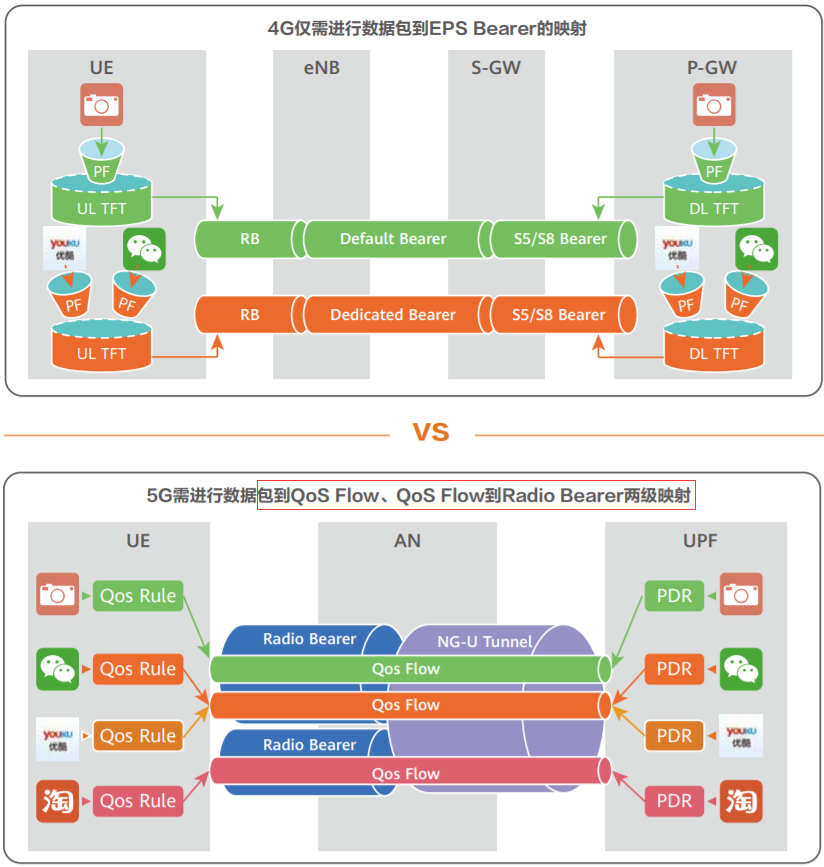 4G仅需进行数据包到EPS Bearer的映射
UE eNB S-GW P-GW
PF PF
UL TFT DL TFT
YOUKU 优酷 YOUKU 优酷
RB Default Bearer S5/S8 Bearer
PF PF PF PF
RB Dedicated Bearer S5/S8 Bearer
UL TFT DL TFT
VS
5G需进行数据包到QoS Flow、QoS Flow到Radio Bearer两级映射
UE AN UPF
Qos Rule PDR
Radio Bearer NG-U Tunnel
Qos Rule Qos Flow PDR
Qos Flow
YOUKU 优酷 Qos Rule PDR YOUKU 优酷
Radio Bearer
Qos Flow
淘 Qos Rule PDR 淘